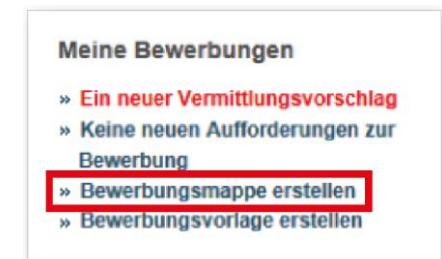 Meine Bewerbungen
» Ein neuer Vermittlungsvorschlag
» Keine neuen Aufforderungen zur
Bewerbung
» Bewerbungsmappe erstellen
» Bewerbungsvorlage erstellen